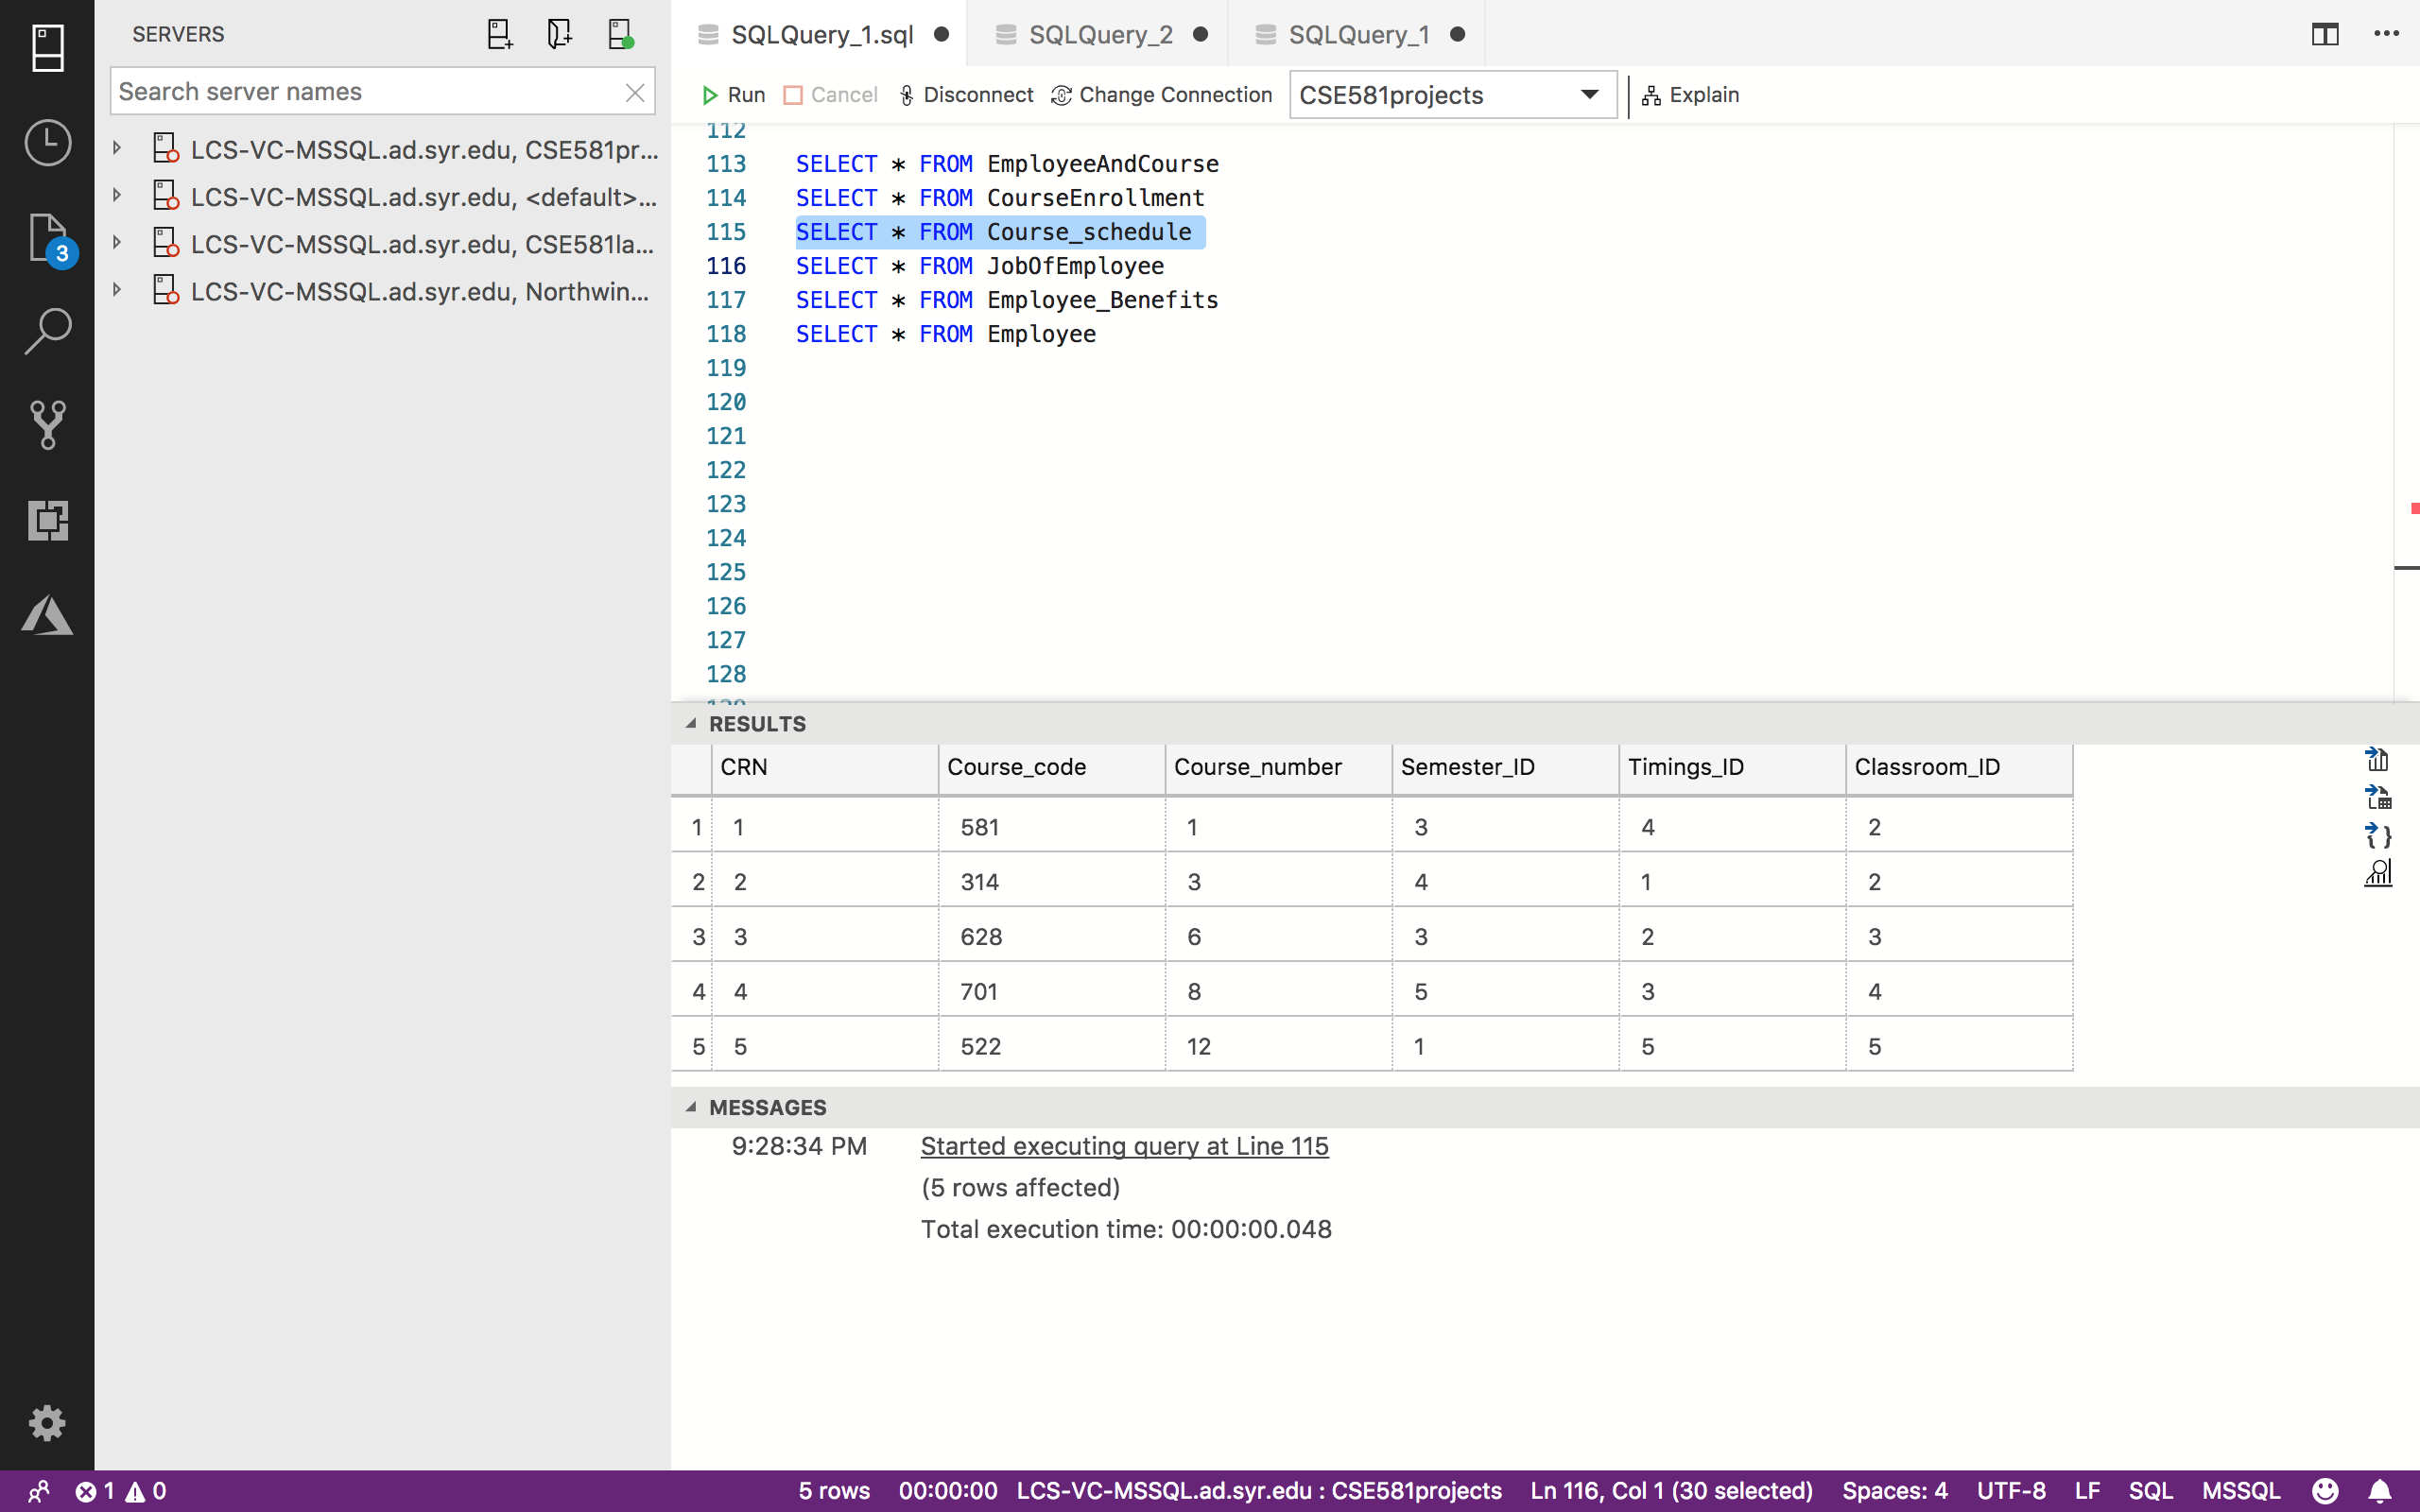 SERVERS
Search server names
LCS-VC-MSSQL.ad.syr.edu, CSE581pr...
LCS-VC-MSSQL.ad.syr.edu, <default>...
LCS-VC-MSSQL.ad.syr.edu, CSE581la...
LCS-VC-MSSQL.ad.syr.edu, Northwin...
3
SQLQuery_1.sql SQLQuery_2 SQLQuery_1
Run Cancel Disconnect Change Connection CSE581projects Explain
112
113 SELECT * FROM EmployeeAndCourse
114 SELECT * FROM CourseEnrollment
115 SELECT * FROM Course_schedule
116 SELECT * FROM JobOfEmployee
117 SELECT * FROM Employee_Benefits
118 SELECT * FROM Employee
119
120
121
122
123
124
125
126
127
128
129
RESULTS
CRN Course_code Course_number Semester_ID Timings_ID Classroom_ID
1 1 581 1 3 4 2
2 2 314 3 4 1 2
3 3 628 6 3 2 3
4 4 701 8 5 3 4
5 5 522 12 1 5 5
MESSAGES
9:28:34 PM Started executing query at Line 115
(5 rows affected)
Total execution time: 00:00:00.048
1 0 5 rows 00:00:00 LCS-VC-MSSQL.ad.syr.edu : CSE581projects Ln 116, Col 1 (30 selected) Spaces: 4 UTF-8 LF SQL MSSQL